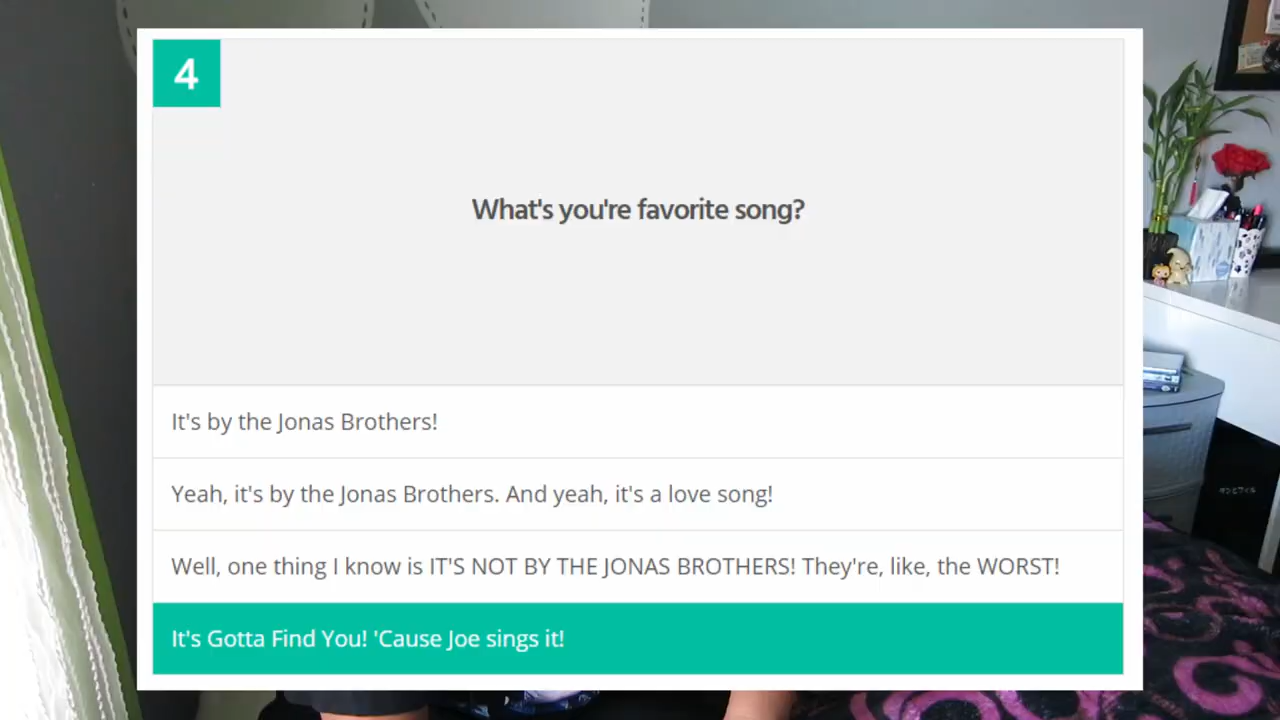 4
What's you're favorite song?
It's by the Jonas Brothers!
Yeah, it's by the Jonas Brothers. And yeah, it's a love song!
Well, one thing I know is IT'S NOT BY THE JONAS BROTHERS! They're, like, the WORST!
It's Gotta Find You! 'Cause Joe sings it!